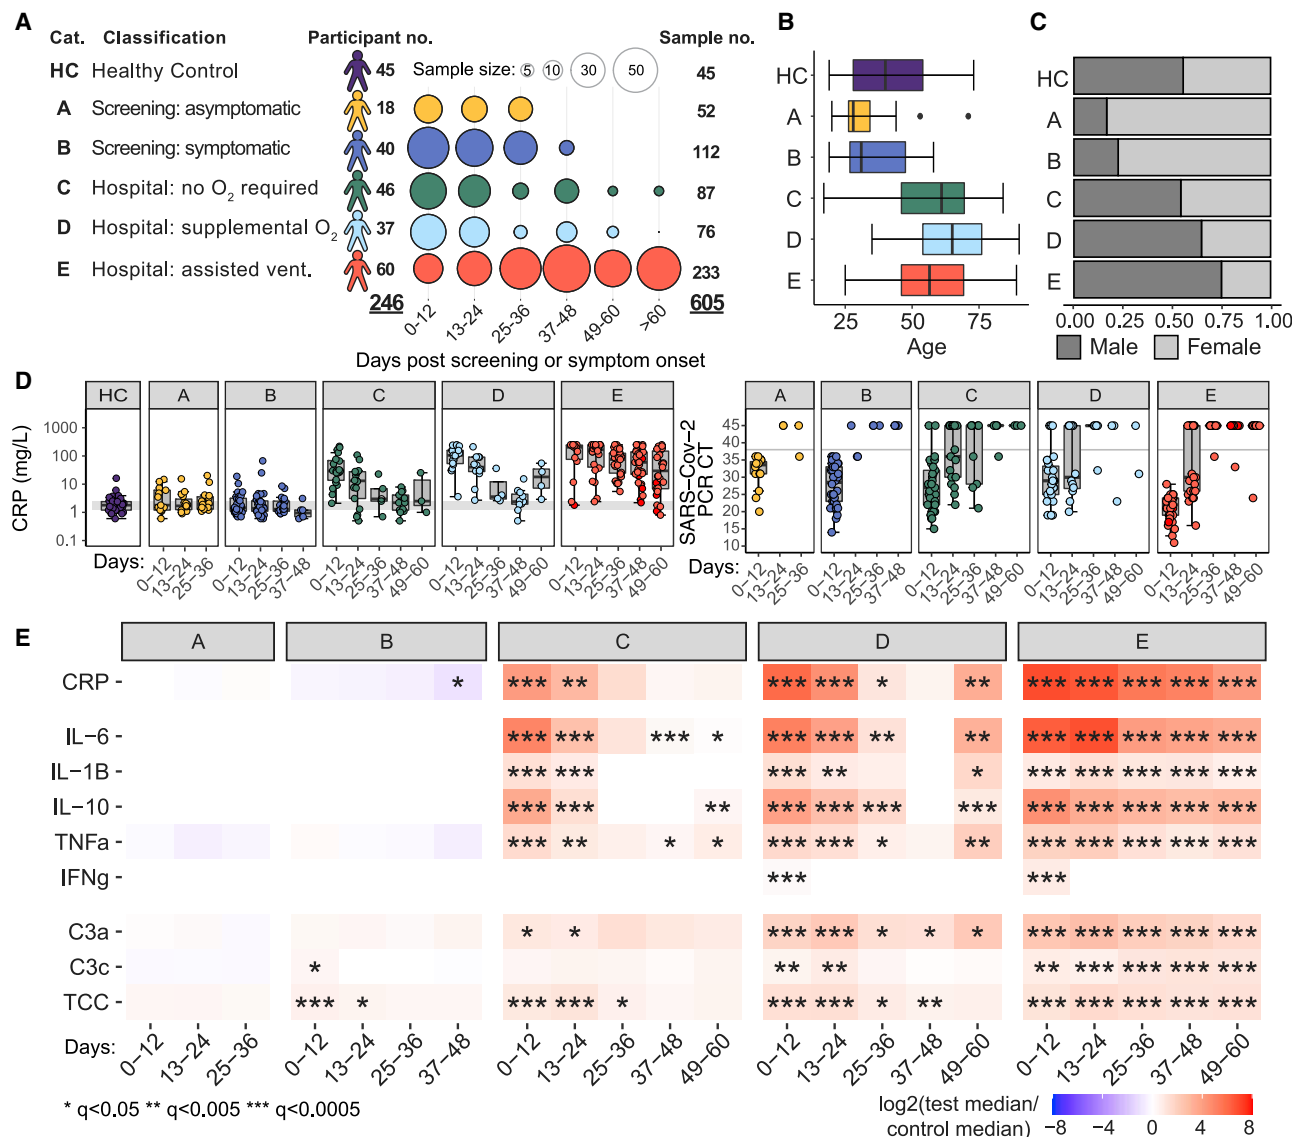 A
Cat. Classification Participant no. Sample no.
HC Healthy Control 45 Sample size: 5 10 30 50 45
A Screening: asymptomatic 18 52
B Screening: symptomatic 40 112
C Hospital: no O2 required 46 87
D Hospital: supplemental O2 37 76
E Hospital: assisted vent. 60 233
246 605
0-12 13-24 25-36 37-48 49-60 >60
Days post screening or symptom onset
B
HC
A
B
C
D
E
25 50 75
Age
C
HC
A
B
C
D
E
0.00 0.25 0.50 0.75 1.00
Male Female
D
HC A B C D E
CRP (mg/L)
1000
100
10
1
0.1
Days: 0−12 13−24 25−36 0−12 13−24 25−36 37−48 0−12 13−24 25−36 37−48 49−60 0−12 13−24 25−36 37−48 49−60 0−12 13−24 25−36 37−48 49−60
A B C D E
SARS-Cov-2
PCR CT
45
40
35
30
25
20
15
10
Days: 0−12 13−24 25−36 0−12 13−24 25−36 37−48 0−12 13−24 25−36 37−48 49−60 0−12 13−24 25−36 37−48 49−60 0−12 13−24 25−36 37−48 49−60
E
A B C D E
CRP * *** ** *** *** * ** *** *** *** *** ***
IL−6 *** *** *** * *** *** ** ** *** *** *** *** ***
IL−1B *** *** *** ** * *** *** *** *** ***
IL−10 *** *** ** *** *** *** *** *** *** *** *** ***
TNFa *** ** * * *** *** * ** *** *** *** *** ***
IFNg *** ***
C3a * * *** *** * * * *** *** *** *** ***
C3c * ** ** ** *** *** *** ***
TCC *** * *** *** * *** *** * ** *** *** *** *** ***
Days: 0−12 13−24 25−36 0−12 13−24 25−36 37−48 0−12 13−24 25−36 37−48 49−60 0−12 13−24 25−36 37−48 49−60 0−12 13−24 25−36 37−48 49−60
* q<0.05 ** q<0.005 *** q<0.0005
log2(test median/
control median)
−8 −4 0 4 8